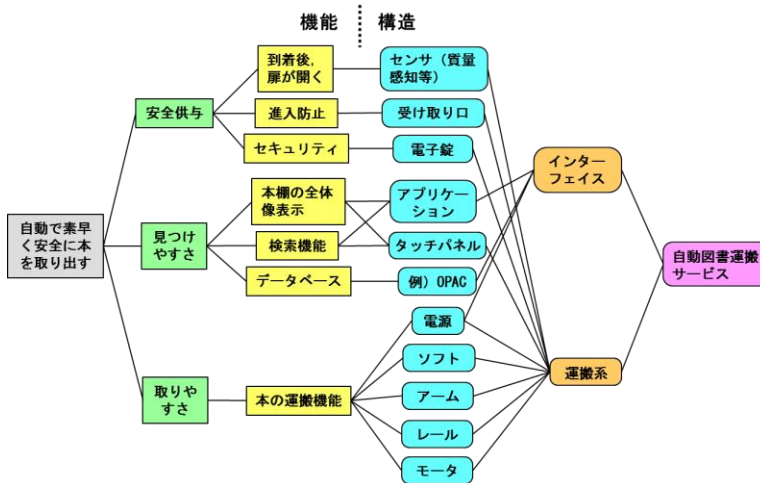 機能
構造
到着後,
扉が開く
センサ（質量
感知等）
安全供与
進入防止
受け取り口
セキュリティ
電子錠
インター
フェイス
本棚の全体
像表示
アプリケー
ション
自動で素早
く安全に本
を取り出す
見つけ
やすさ
検索機能
タッチパネル
自動図書運搬
サービス
データベース
例）OPAC
電源
ソフト
運搬系
取りや
すさ
本の運搬機能
アーム
レール
モータ